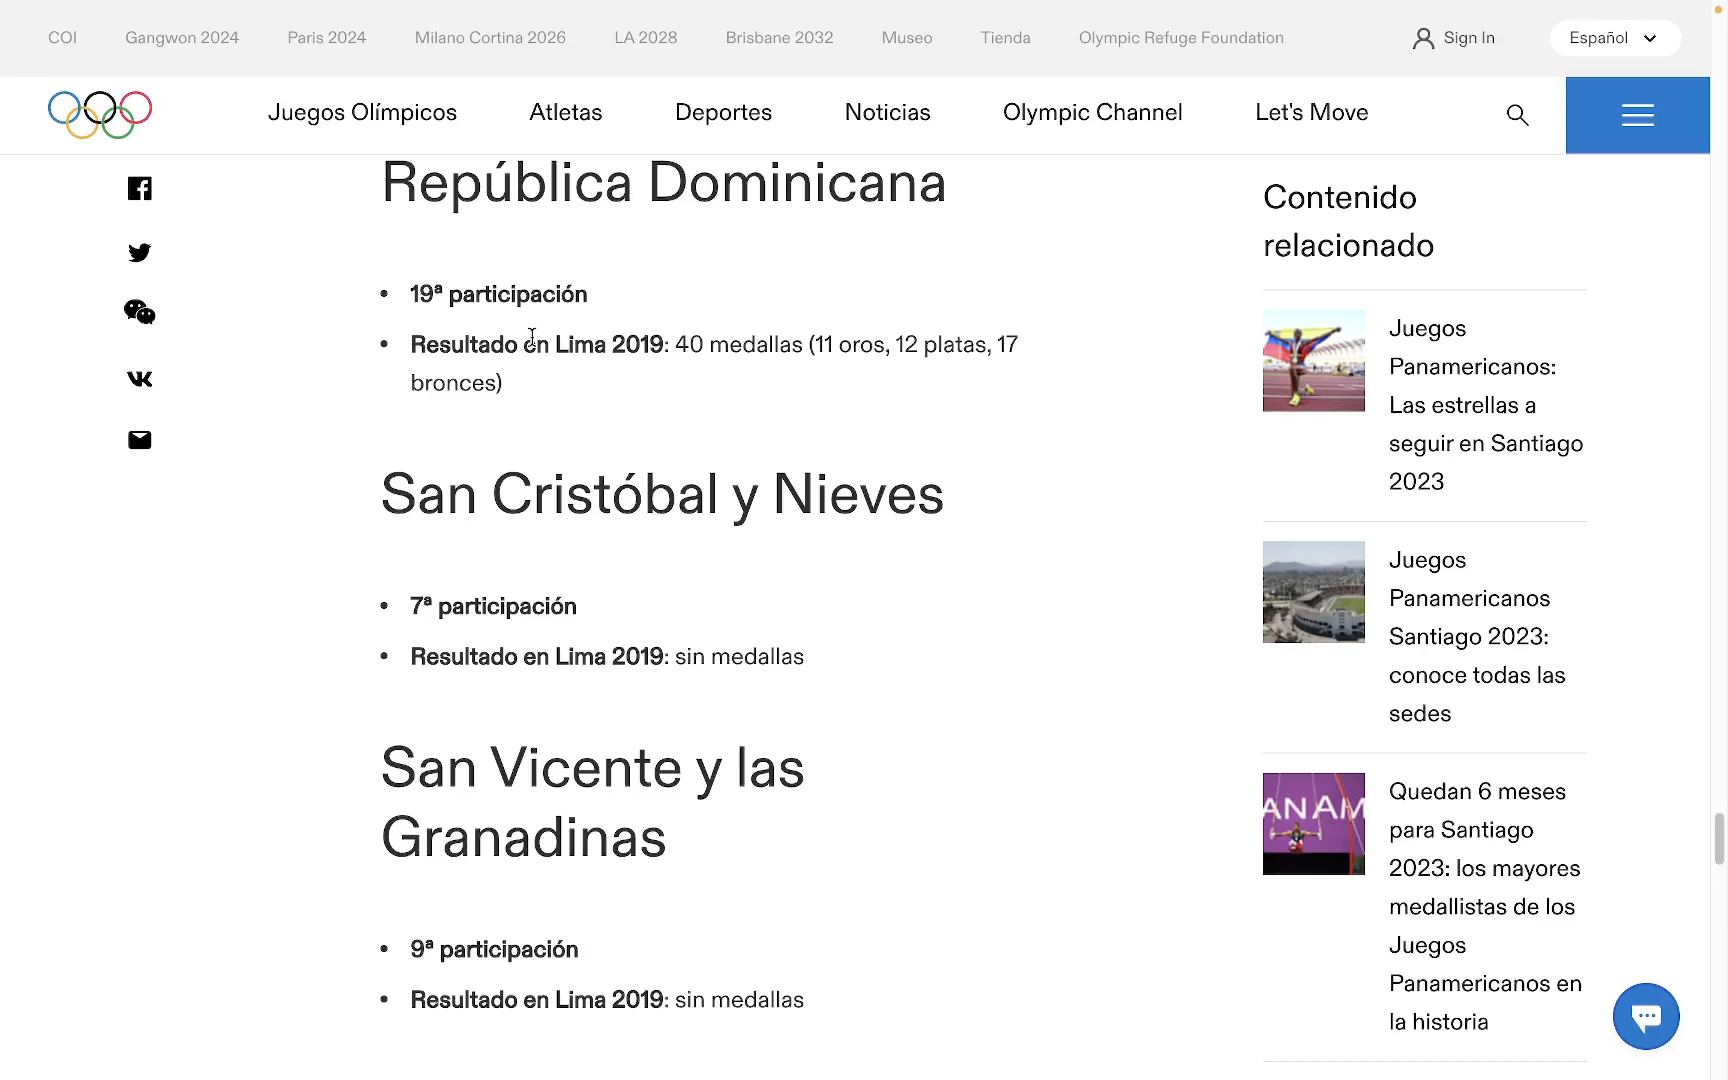 COI
Gangwon 2024
Paris 2024
Milano Cortina 2026
LA 2028
Brisbane 2032
Museo
Tienda
Olympic Refuge Foundation
Sign In
Español
Juegos Olímpicos
Atletas
Deportes
Noticias
Olympic Channel
Let's Move
República Dominicana
• 19ª participación
• Resultado en Lima 2019: 40 medallas (11 oros, 12 platas, 17
bronces)
San Cristóbal y Nieves
• 7ª participación
• Resultado en Lima 2019: sin medallas
San Vicente y las
Granadinas
• 9ª participación
• Resultado en Lima 2019: sin medallas
Contenido
relacionado
Juegos
Panamericanos:
Las estrellas a
seguir en Santiago
2023
Juegos
Panamericanos
Santiago 2023:
conoce todas las
sedes
ANAM
Quedan 6 meses
para Santiago
2023: los mayores
medallistas de los
Juegos
Panamericanos en
la historia